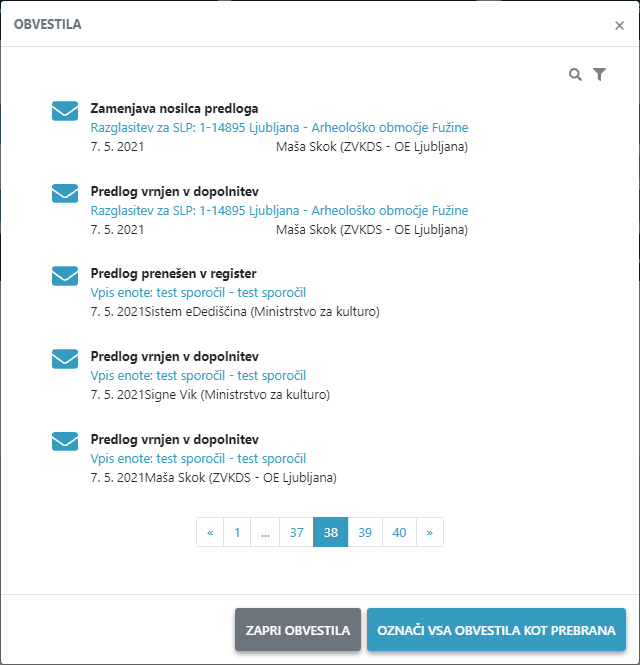 OBVESTILA ×
Zamenjava nosilca predloga
Razglasitev za SLP: 1-14895 Ljubljana - Arheološko območje Fužine
7. 5. 2021 Maša Skok (ZVKDS - OE Ljubljana)
Predlog vrnjen v dopolnitev
Razglasitev za SLP: 1-14895 Ljubljana - Arheološko območje Fužine
7. 5. 2021 Maša Skok (ZVKDS - OE Ljubljana)
Predlog prenešen v register
Vpis enote: test sporočil - test sporočil
7. 5. 2021Sistem eDediščina (Ministrstvo za kulturo)
Predlog vrnjen v dopolnitev
Vpis enote: test sporočil - test sporočil
7. 5. 2021Signe Vik (Ministrstvo za kulturo)
Predlog vrnjen v dopolnitev
Vpis enote: test sporočil - test sporočil
7. 5. 2021Maša Skok (ZVKDS - OE Ljubljana)
« 1 ... 37 38 39 40 »
ZAPRI OBVESTILA OZNAČI VSA OBVESTILA KOT PREBRANA